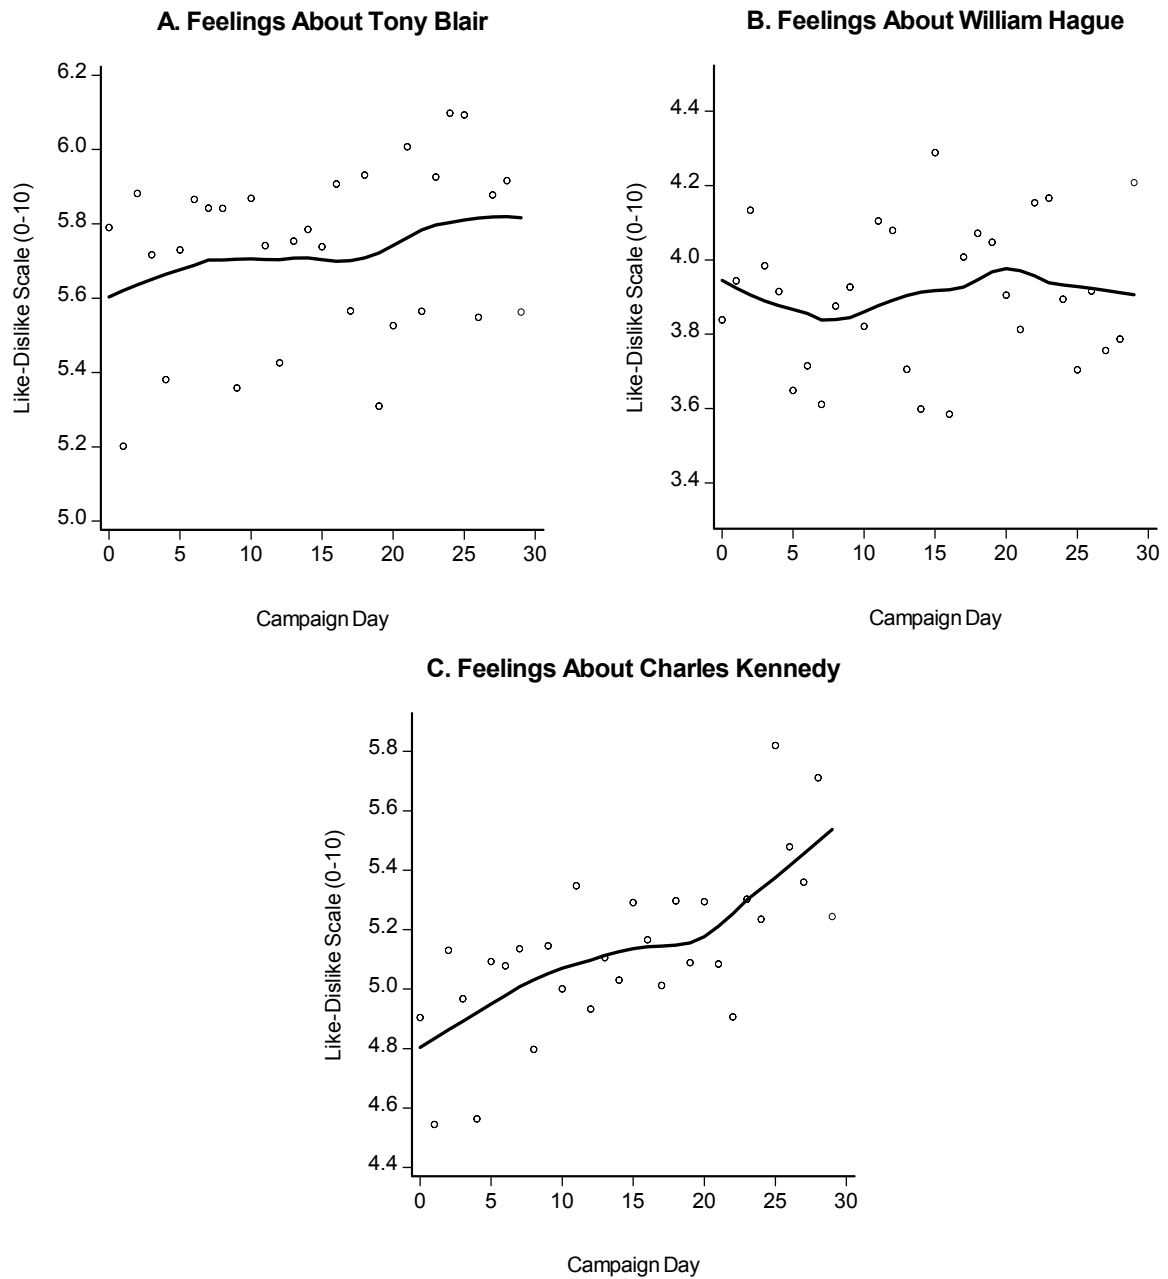 A. Feelings About Tony Blair
Like-Dislike Scale (0-10)
6.2
6.0
5.8
5.6
5.4
5.2
5.0
0 5 10 15 20 25 30
Campaign Day
B. Feelings About William Hague
Like-Dislike Scale (0-10)
4.4
4.2
4.0
3.8
3.6
3.4
0 5 10 15 20 25 30
Campaign Day
C. Feelings About Charles Kennedy
Like-Dislike Scale (0-10)
5.8
5.6
5.4
5.2
5.0
4.8
4.6
4.4
0 5 10 15 20 25 30
Campaign Day